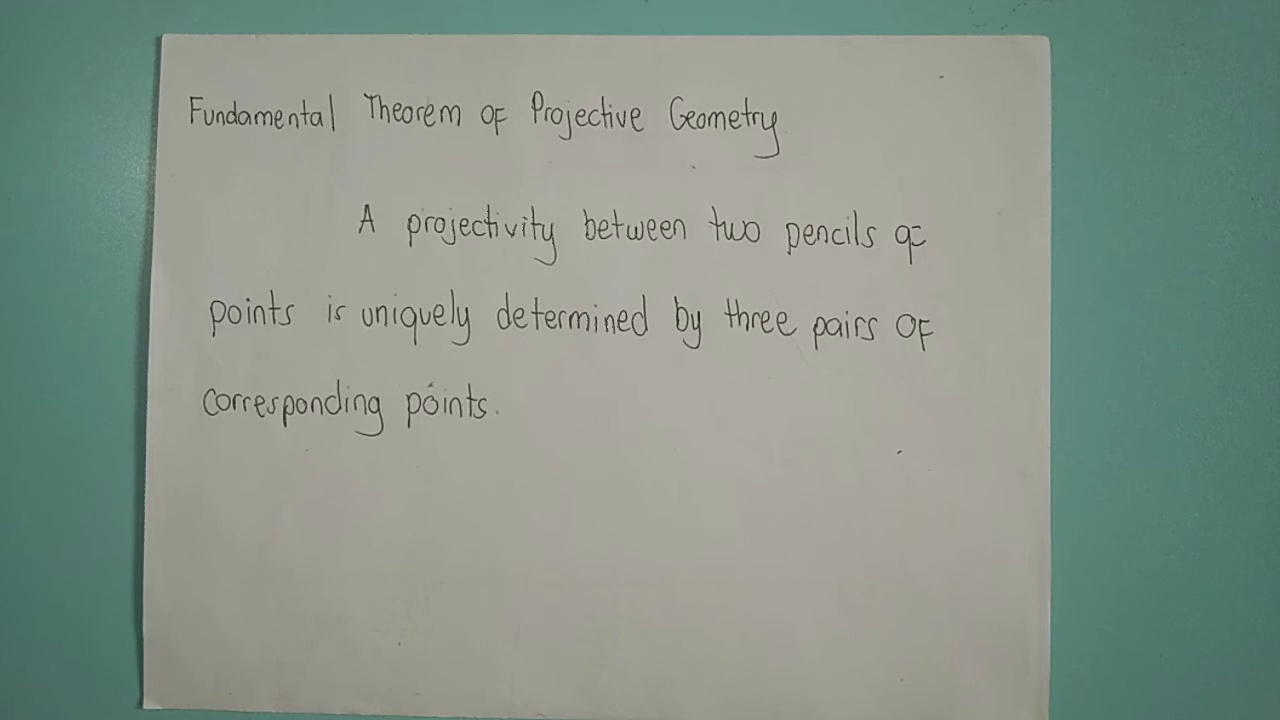 Fundamental Theorem of Projective Geometry
A projectivity between two pencils of
points is uniquely determined by three pairs of
corresponding points.